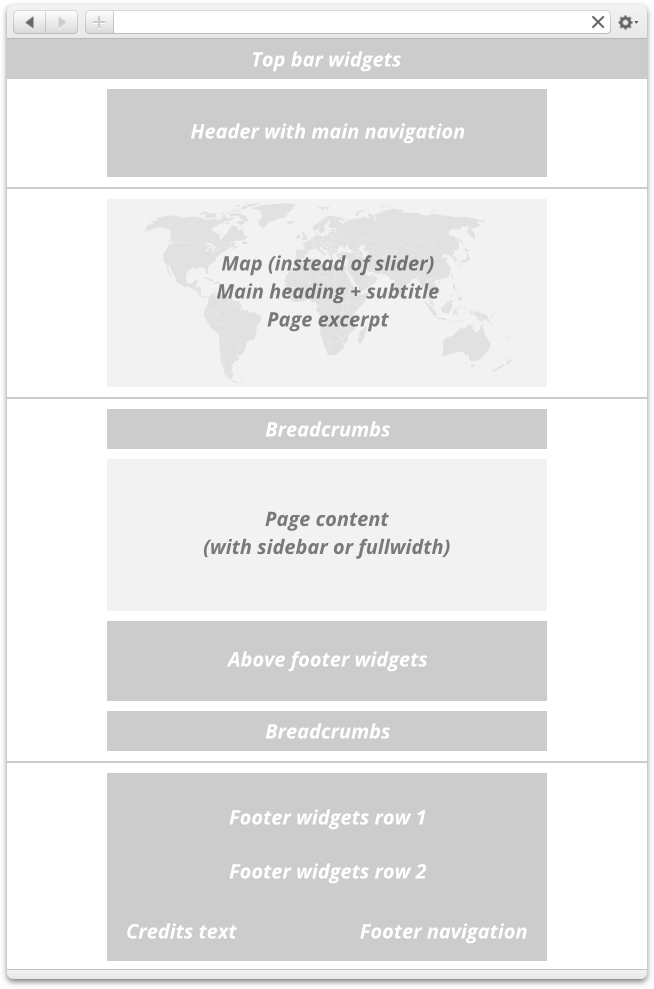 Top bar widgets
Header with main navigation
Map (instead of slider)
Main heading + subtitle
Page excerpt
Breadcrumbs
Page content
(with sidebar or fullwidth)
Above footer widgets
Breadcrumbs
Footer widgets row 1
Footer widgets row 2
Credits text
Footer navigation